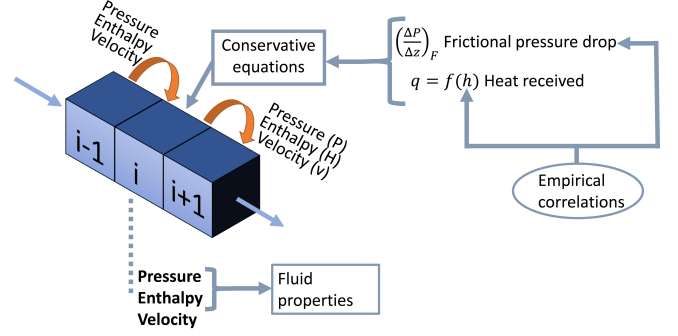 Pressure
Enthalpy
Velocity
Conservative
equations
(ΔP/Δz)_F Frictional pressure drop
q = f(h) Heat received
Pressure (P)
Enthalpy (H)
Velocity (v)
i-1
i
i+1
Empirical
correlations
Pressure
Enthalpy
Velocity
Fluid
properties